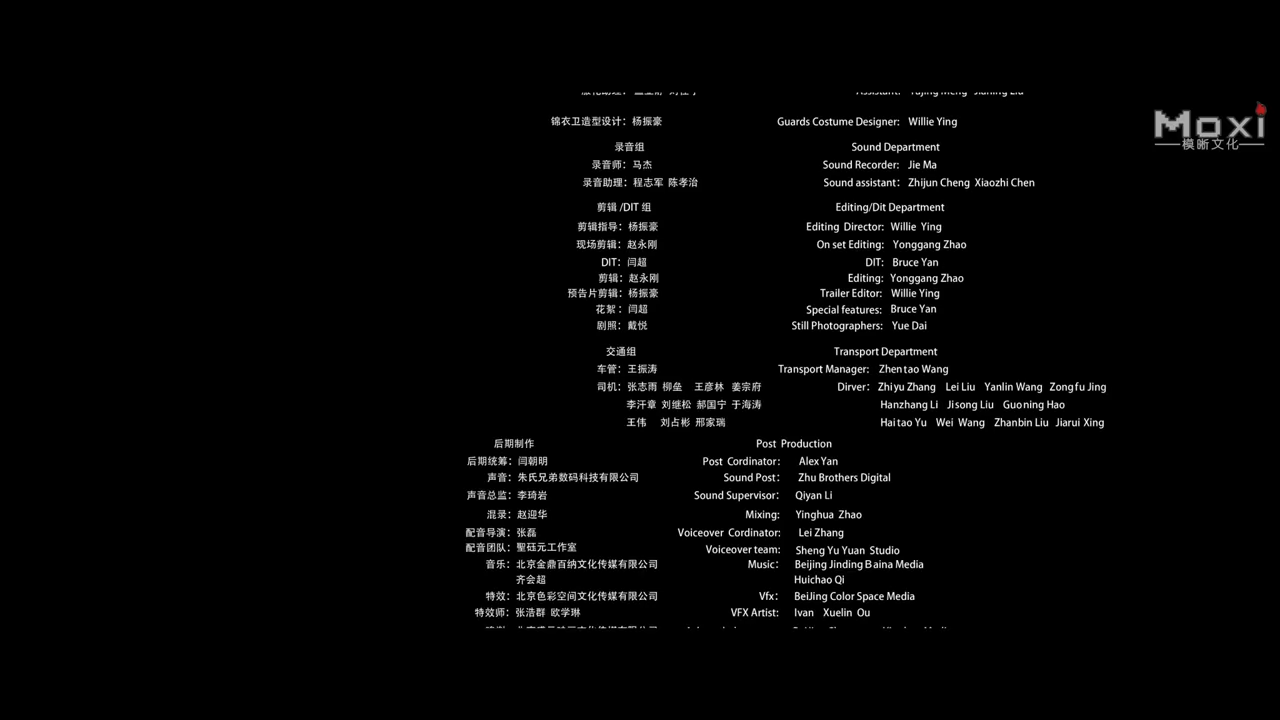 锦衣卫造型设计：杨振豪 Guards Costume Designer: Willie Ying
Moxi
模晰文化
录音组 Sound Department
录音师：马杰 Sound Recorder: Jie Ma
录音助理：程志军 陈孝治 Sound assistant: Zhijun Cheng Xiaozhi Chen
剪辑 /DIT 组 Editing/Dit Department
剪辑指导：杨振豪 Editing Director: Willie Ying
现场剪辑：赵永刚 On set Editing: Yonggang Zhao
DIT：闫超 DIT: Bruce Yan
剪辑：赵永刚 Editing: Yonggang Zhao
预告片剪辑：杨振豪 Trailer Editor: Willie Ying
花絮：闫超 Special features: Bruce Yan
剧照：戴悦 Still Photographers: Yue Dai
交通组 Transport Department
车管：王振涛 Transport Manager: Zhentao Wang
司机：张志雨 柳垒 王彦林 姜宗府 Dirver: Zhiyu Zhang Lei Liu Yanlin Wang Zongfu Jing
李汗章 刘继松 郝国宁 于海涛 Hanzhang Li Jisong Liu Guoning Hao
王伟 刘占彬 邢家瑞 Haitao Yu Wei Wang Zhanbin Liu Jiarui Xing
后期制作 Post Production
后期统筹：闫朝明 Post Cordinator: Alex Yan
声音：朱氏兄弟数码科技有限公司 Sound Post: Zhu Brothers Digital
声音总监：李琦岩 Sound Supervisor: Qiyan Li
混录：赵迎华 Mixing: Yinghua Zhao
配音导演：张磊 Voiceover Cordinator: Lei Zhang
配音团队：聖砡元工作室 Voiceover team: Sheng Yu Yuan Studio
音乐：北京金鼎百纳文化传媒有限公司 Music: Beijing Jinding Baina Media
齐会超 Huichao Qi
特效：北京色彩空间文化传媒有限公司 Vfx: BeiJing Color Space Media
特效师：张浩群 欧学琳 VFX Artist: Ivan Xuelin Ou